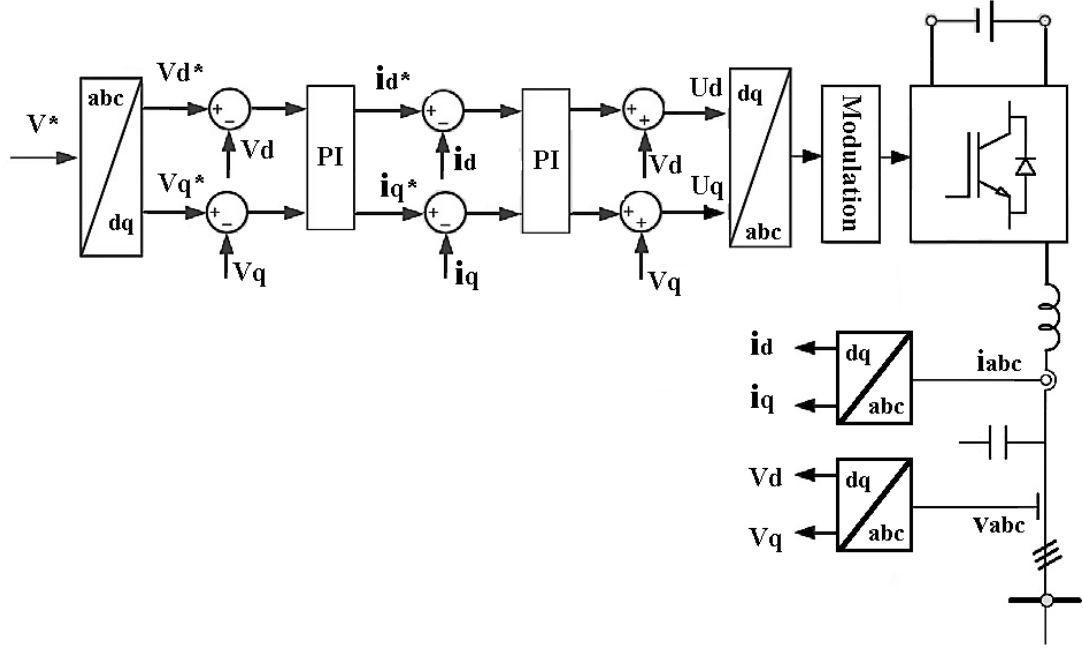 V*
abc
dq
Vd*
Vq*
+
−
Vd
+
−
Vq
PI
id*
iq*
+
−
id
+
−
iq
PI
+
+
Vd
+
+
Vq
Ud
Uq
dq
abc
Modulation
id
iq
dq
abc
iabc
Vd
Vq
dq
abc
vabc